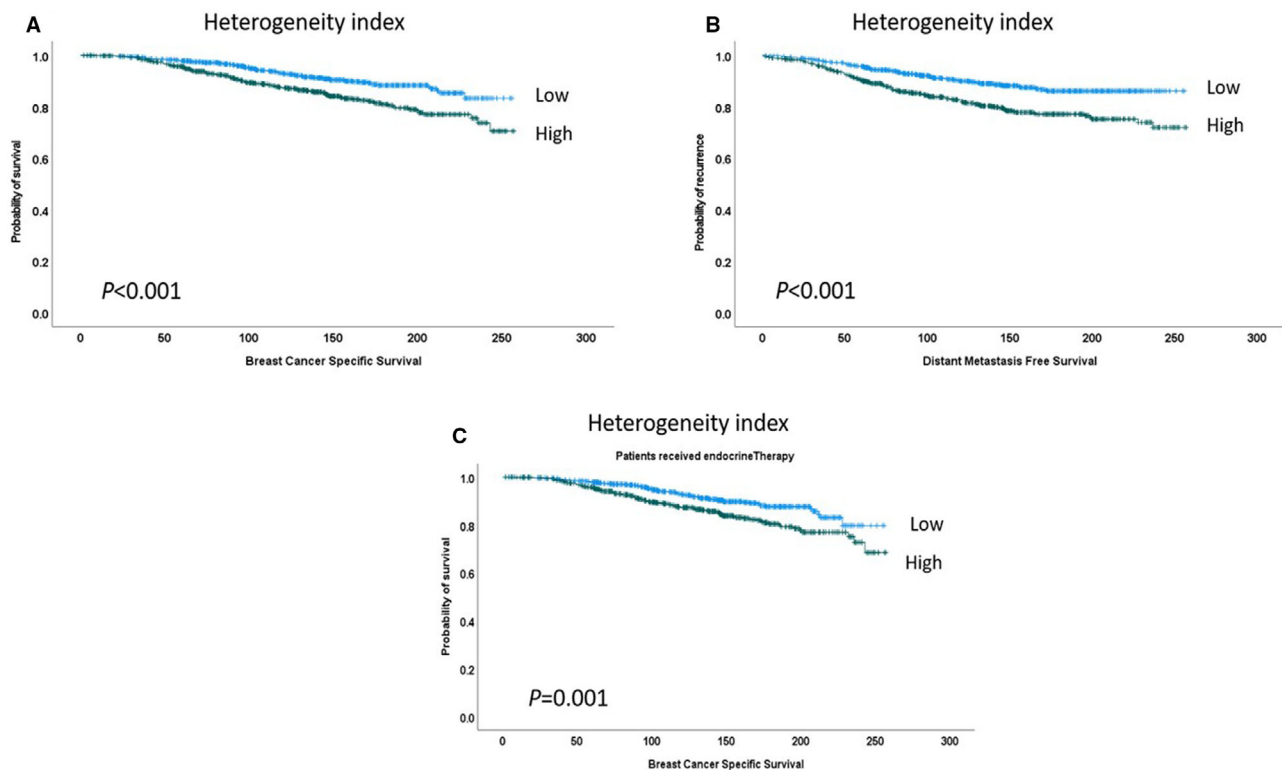 A
Heterogeneity index
1.0
0.8
0.6
0.4
0.2
0.0
Probability of survival
Low
High
P<0.001
0 50 100 150 200 250 300
Breast Cancer Specific Survival
B
Heterogeneity index
1.0
0.8
0.6
0.4
0.2
0.0
Probability of recurrence
Low
High
P<0.001
0 50 100 150 200 250 300
Distant Metastasis Free Survival
C
Heterogeneity index
Patients received endocrineTherapy
1.0
0.8
0.6
0.4
0.2
0.0
Probability of survival
Low
High
P=0.001
0 50 100 150 200 250 300
Breast Cancer Specific Survival